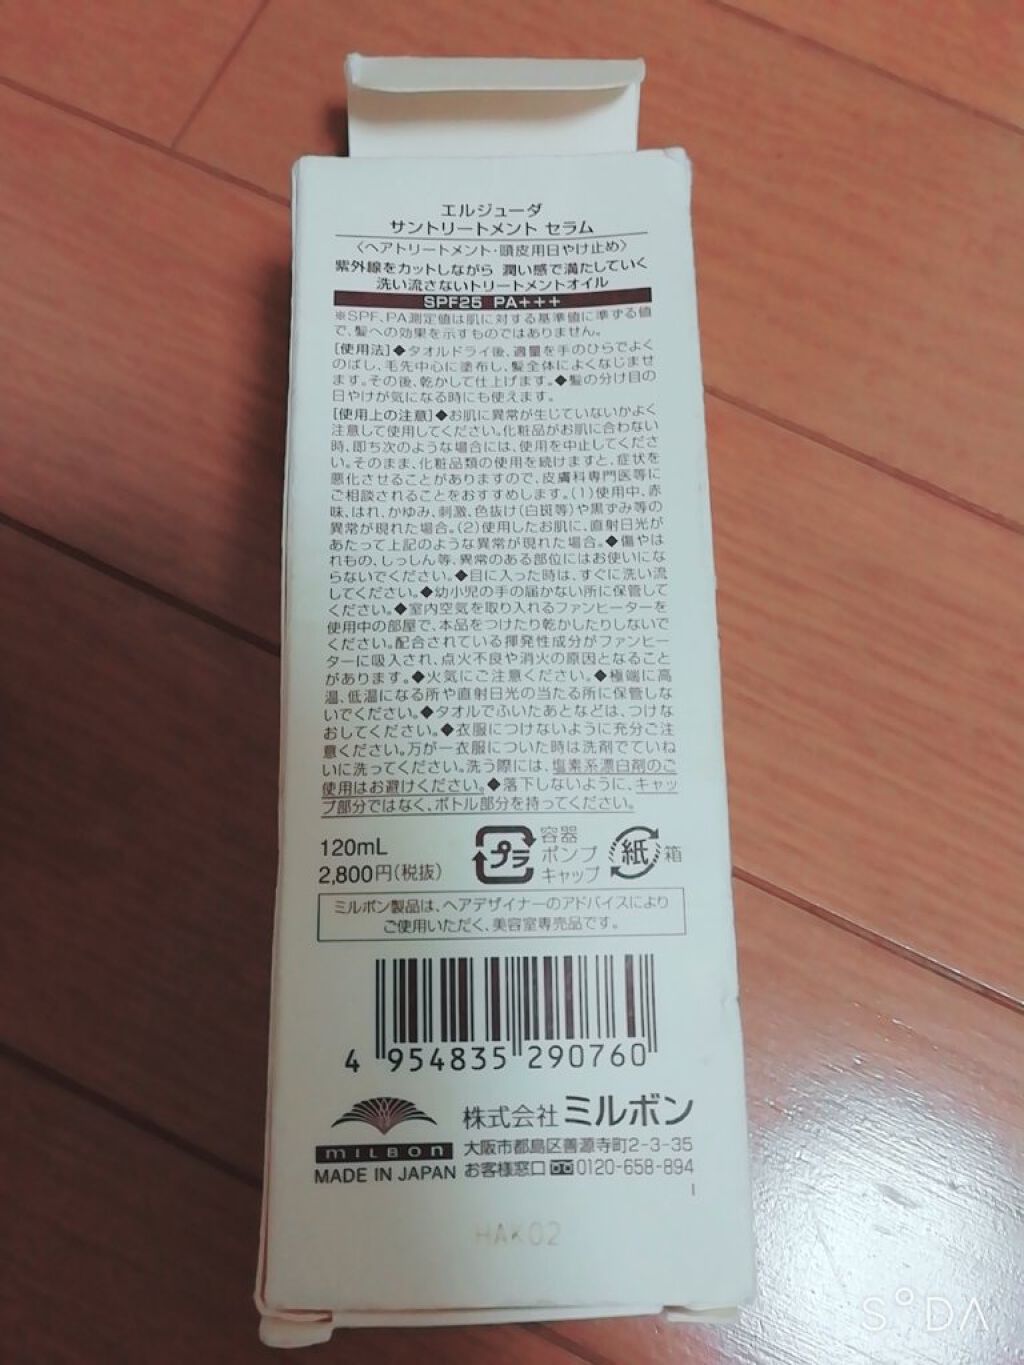 エルジューダ
サントリートメント セラム
〈ヘアトリートメント・頭皮用日やけ止め〉
紫外線をカットしながら 潤い感で満たしていく
洗い流さないトリートメントオイル
SPF25 PA+++
※SPF、PA測定値は肌に対する基準値に準ずる値
で、髪への効果を示すものではありません。
[使用法]◆タオルドライ後、適量を手のひらでよく
のばし、毛先中心に塗布し、髪全体によくなじませ
ます。その後、乾かして仕上げます。◆髪の分け目の
日やけが気になる時にも使えます。
[使用上の注意]◆お肌に異常が生じていないかよく
注意して使用してください。化粧品がお肌に合わない
時、即ち次のような場合には、使用を中止してくださ
い。そのまま、化粧品類の使用を続けますと、症状を
悪化させることがありますので、皮膚科専門医等に
ご相談されることをおすすめします。(1)使用中、赤
味、はれ、かゆみ、刺激、色抜け(白斑等)や黒ずみ等の
異常が現れた場合。(2)使用したお肌に、直射日光が
あたって上記のような異常が現れた場合。◆傷やは
れもの、しっしん等、異常のある部位にはお使いにな
らないでください。◆目に入った時は、すぐに洗い流
してください。◆幼小児の手の届かない所に保管して
ください。◆室内空気を取り入れるファンヒーターを
使用中の部屋で、本品をつけたり乾かしたりしないで
ください。配合されている揮発性成分がファンヒー
ターに吸入され、点火不良や消火の原因となること
があります。◆火気にご注意ください。◆極端に高
温、低温になる所や直射日光の当たる所に保管しな
いでください。◆タオルでふいたあとなどは、つけな
おしてください。◆衣服につけないように充分ご注
意ください。万が一衣服についた時は洗剤でていね
いに洗ってください。洗う際には、塩素系漂白剤のご
使用はお避けください。◆落下しないように、キャッ
プ部分ではなく、ボトル部分を持ってください。
120mL
2,800円(税抜)
プラ
容器
ポンプ
キャップ
紙
箱
ミルボン製品は、ヘアデザイナーのアドバイスにより
ご使用いただく、美容室専売品です。
4 954835 290760
milbon
MADE IN JAPAN
株式会社ミルボン
大阪市都島区善源寺町2-3-35
お客様窓口 0120-658-894
I
HAK02
SODA